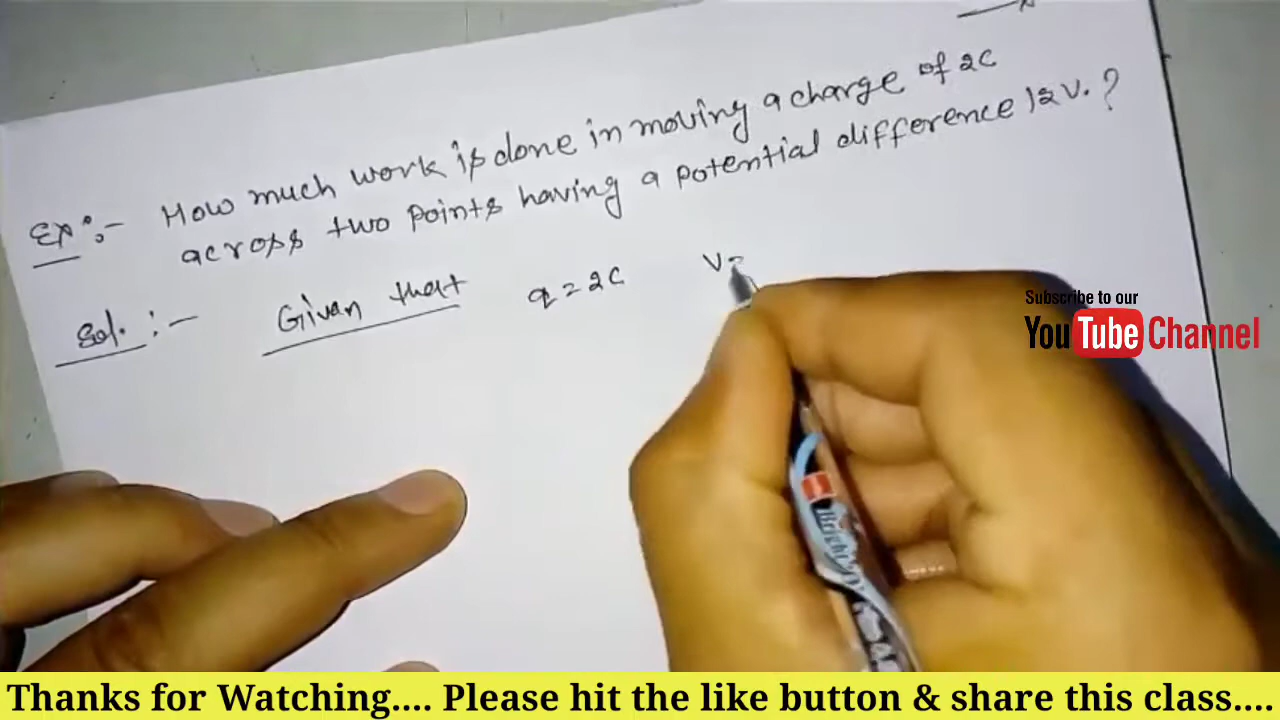 Ex:- How much work is done in moving a charge of 2C
across two points having a potential difference 12V.?
Sol. :- Given that q = 2C V=
Subscribe to our
YouTube Channel
Thanks for Watching.... Please hit the like button & share this class....